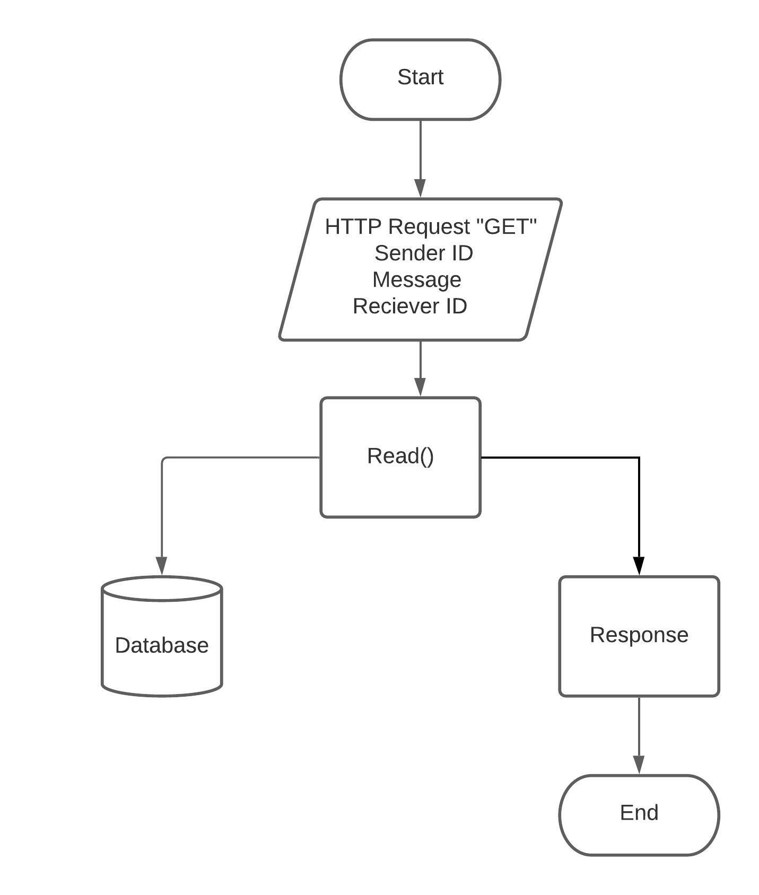 Start
HTTP Request "GET"
Sender ID
Message
Reciever ID
Read()
Database
Response
End